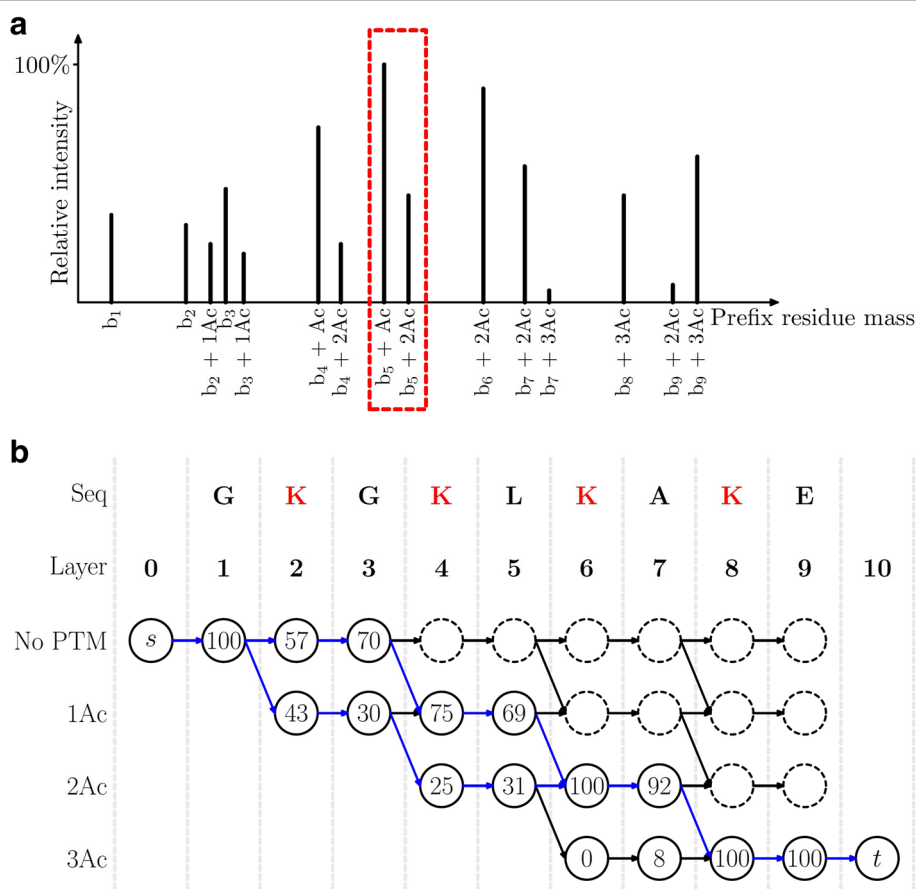 a
100%
Relative intensity
b1
b2
b2 + 1Ac
b3
b3 + 1Ac
b4 + Ac
b4 + 2Ac
b5 + Ac
b5 + 2Ac
b6 + 2Ac
b7 + 2Ac
b7 + 3Ac
b8 + 3Ac
b9 + 2Ac
b9 + 3Ac
Prefix residue mass
b
Seq G K G K L K A K E
Layer 0 1 2 3 4 5 6 7 8 9 10
No PTM s 100 57 70
1Ac 43 30 75 69
2Ac 25 31 100 92
3Ac 0 8 100 100 t